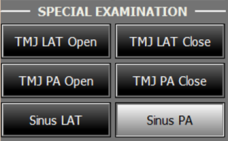 SPECIAL EXAMINATION
TMJ LAT Open TMJ LAT Close
TMJ PA Open TMJ PA Close
Sinus LAT Sinus PA